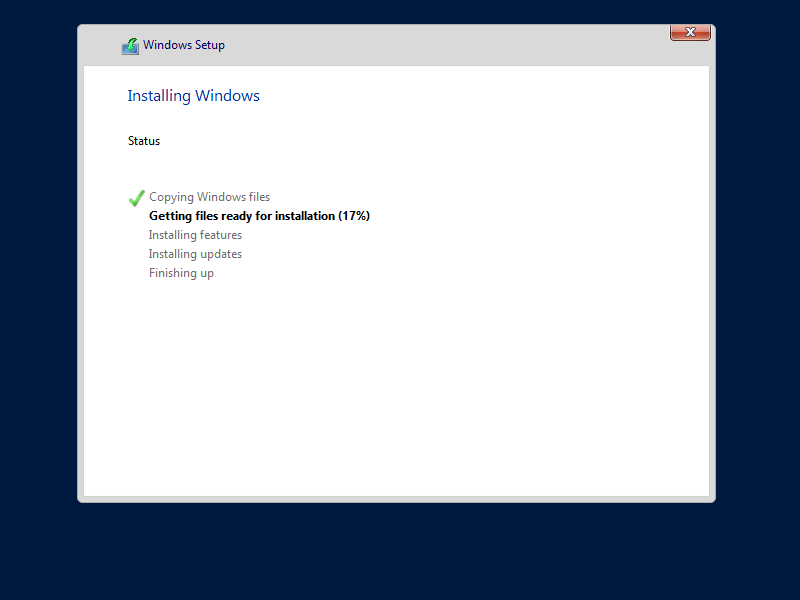 Windows Setup
Installing Windows
Status
Copying Windows files
Getting files ready for installation (17%)
Installing features
Installing updates
Finishing up